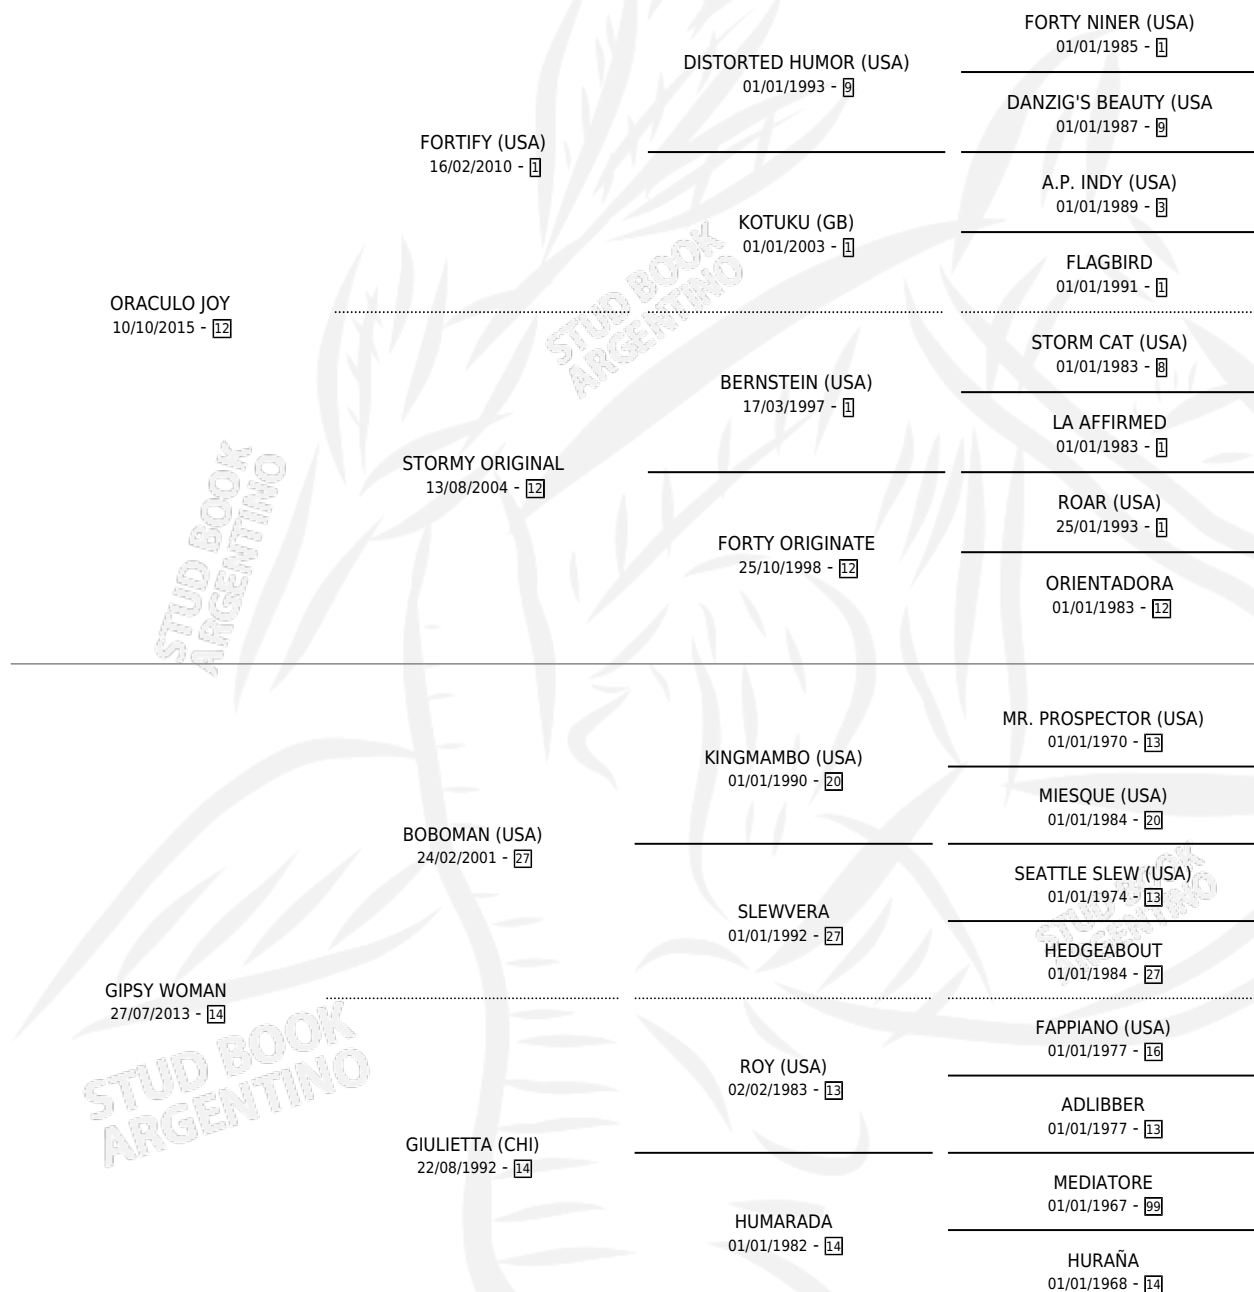 FORTY NINER (USA)
01/01/1985 - 1
DISTORTED HUMOR (USA)
01/01/1993 - 9
DANZIG'S BEAUTY (USA
01/01/1987 - 9
FORTIFY (USA)
16/02/2010 - 1
A.P. INDY (USA)
01/01/1989 - 3
KOTUKU (GB)
01/01/2003 - 1
FLAGBIRD
01/01/1991 - 1
ORACULO JOY
10/10/2015 - 12
STORM CAT (USA)
01/01/1983 - 8
BERNSTEIN (USA)
17/03/1997 - 1
LA AFFIRMED
01/01/1983 - 1
STORMY ORIGINAL
13/08/2004 - 12
ROAR (USA)
25/01/1993 - 1
FORTY ORIGINATE
25/10/1998 - 12
ORIENTADORA
01/01/1983 - 12
STUD BOOK
ARGENTINO
STUD BOOK
ARGENTINO
MR. PROSPECTOR (USA)
01/01/1970 - 13
KINGMAMBO (USA)
01/01/1990 - 20
MIESQUE (USA)
01/01/1984 - 20
BOBOMAN (USA)
24/02/2001 - 27
SEATTLE SLEW (USA)
01/01/1974 - 13
SLEWVERA
01/01/1992 - 27
HEDGEABOUT
01/01/1984 - 27
GIPSY WOMAN
27/07/2013 - 14
FAPPIANO (USA)
01/01/1977 - 16
ROY (USA)
02/02/1983 - 13
ADLIBBER
01/01/1977 - 13
GIULIETTA (CHI)
22/08/1992 - 14
MEDIATORE
01/01/1967 - 99
HUMARADA
01/01/1982 - 14
HURAÑA
01/01/1968 - 14
STUD BOOK
ARGENTINO
STUD BOOK
ARGENTINO